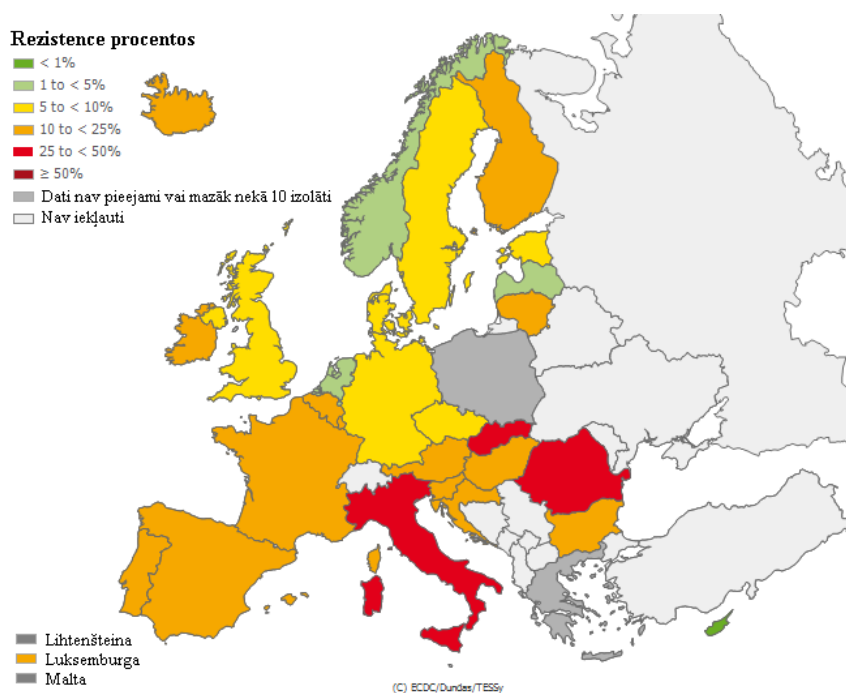 Rezistence procentos
< 1%
1 to < 5%
5 to < 10%
10 to < 25%
25 to < 50%
≥ 50%
Dati nav pieejami vai mazāk nekā 10 izolāti
Nav iekļauti
Lihtenšteina
Luksemburga
Malta
(C) ECDC/Dundas/TESSy